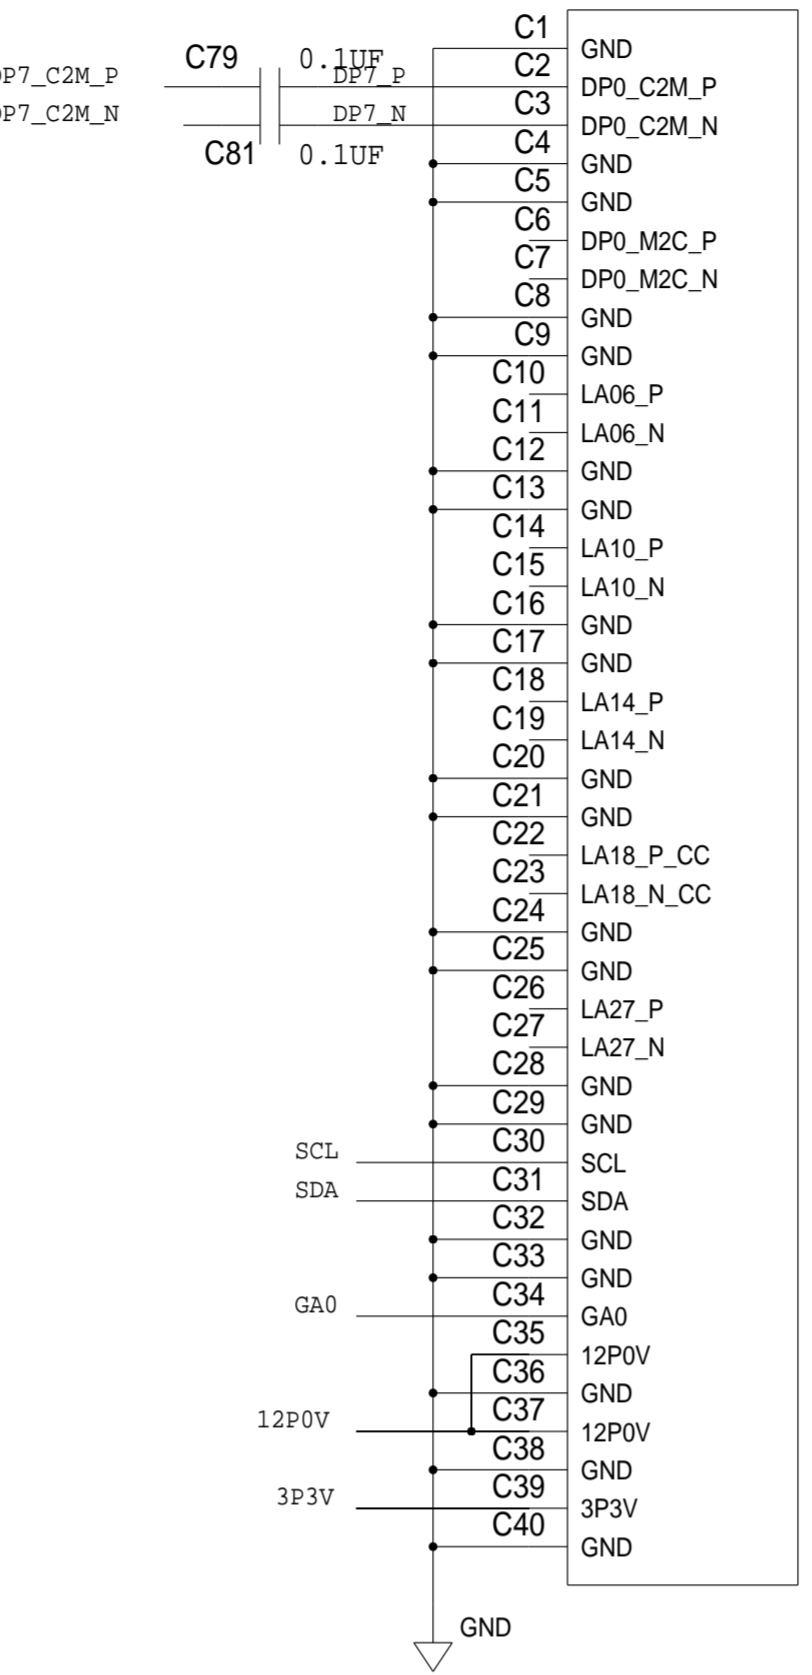 C1
GND
C79 0.1UF
P7_C2M_P DP7_P C2 DP0_C2M_P
P7_C2M_N DP7_N C3 DP0_C2M_N
C81 0.1UF
C4 GND
C5 GND
C6 DP0_M2C_P
C7 DP0_M2C_N
C8 GND
C9 GND
C10 LA06_P
C11 LA06_N
C12 GND
C13 GND
C14 LA10_P
C15 LA10_N
C16 GND
C17 GND
C18 LA14_P
C19 LA14_N
C20 GND
C21 GND
C22 LA18_P_CC
C23 LA18_N_CC
C24 GND
C25 GND
C26 LA27_P
C27 LA27_N
C28 GND
C29 GND
SCL C30 SCL
SDA C31 SDA
C32 GND
C33 GND
GA0 C34 GA0
C35 12P0V
C36 GND
12P0V C37 12P0V
C38 GND
3P3V C39 3P3V
C40 GND
GND